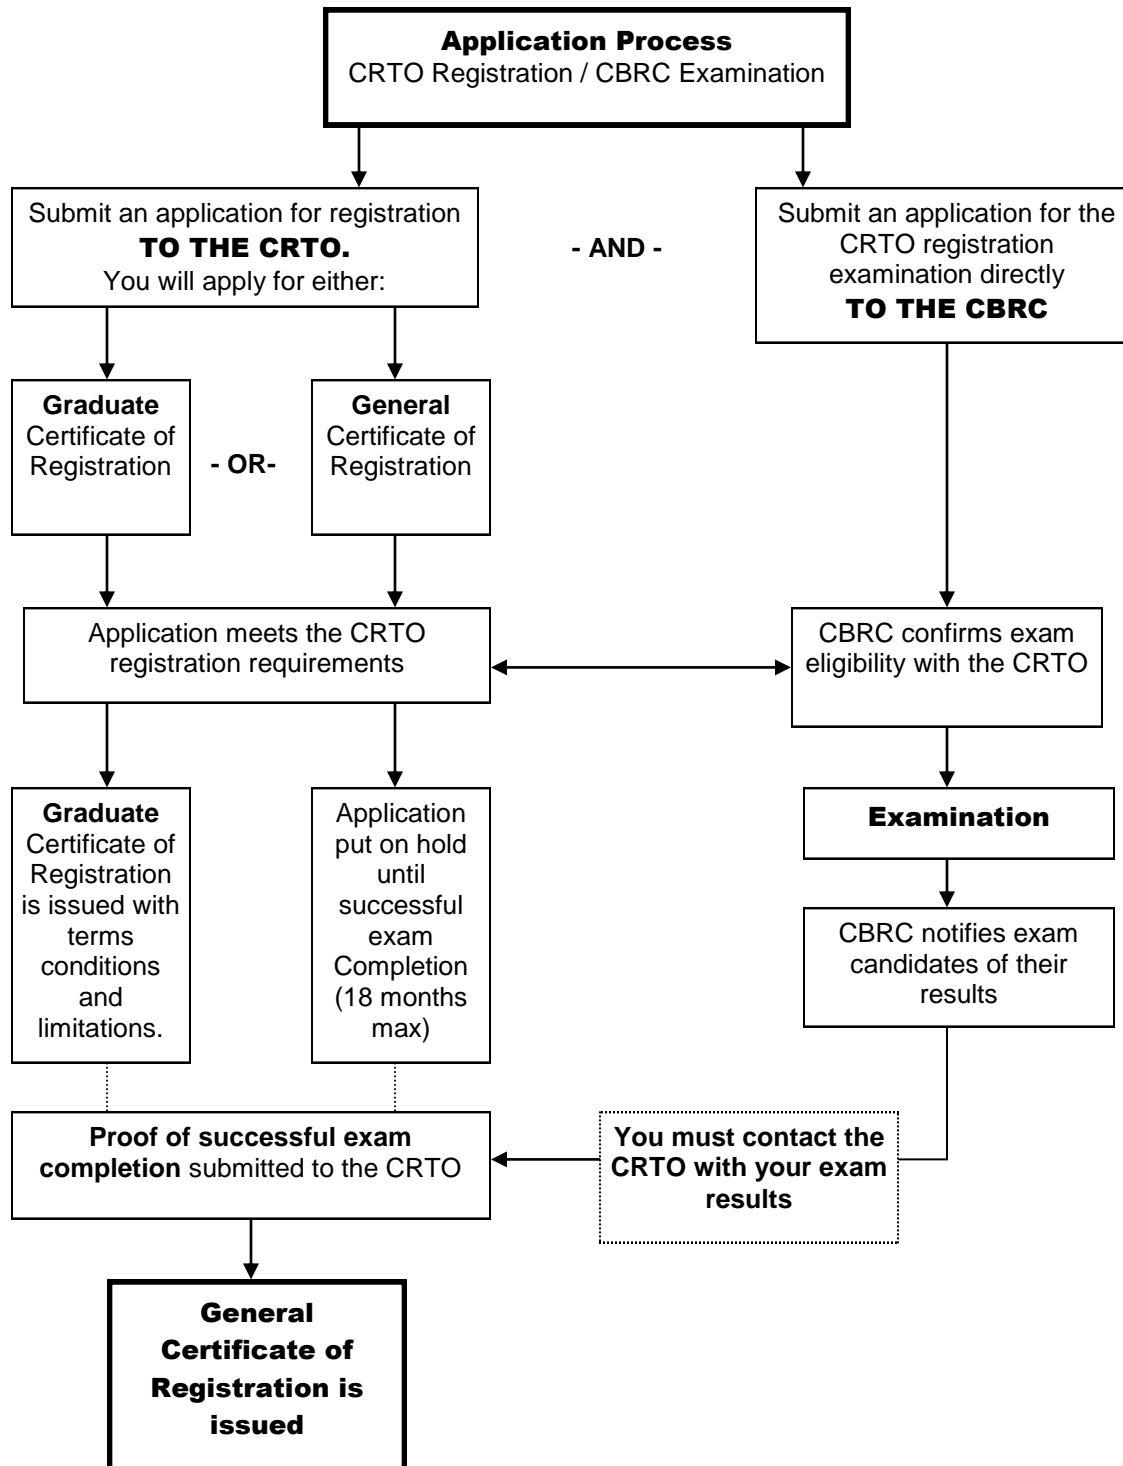 Application Process
CRTO Registration / CBRC Examination
Submit an application for registration
TO THE CRTO.
You will apply for either:
- AND -
Submit an application for the
CRTO registration
examination directly
TO THE CBRC
Graduate
Certificate of
Registration
- OR-
General
Certificate of
Registration
Application meets the CRTO
registration requirements
CBRC confirms exam
eligibility with the CRTO
Graduate
Certificate of
Registration
is issued with
terms
conditions
and
limitations.
Application
put on hold
until
successful
exam
Completion
(18 months
max)
Examination
CBRC notifies exam
candidates of their
results
Proof of successful exam
completion submitted to the CRTO
You must contact the
CRTO with your exam
results
General
Certificate of
Registration is
issued